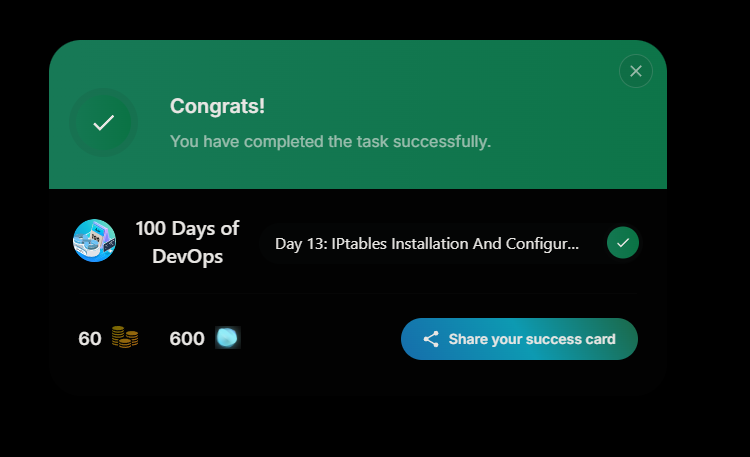 Congrats!
You have completed the task successfully.
100 Days of
DevOps
Day 13: IPtables Installation And Configur...
60
600
Share your success card